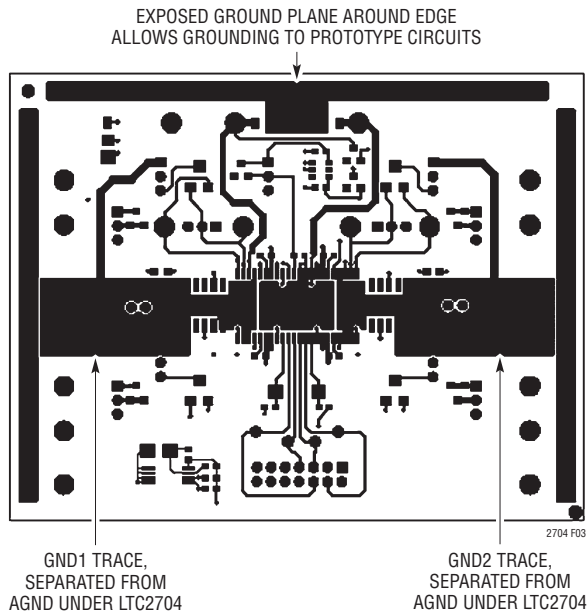 EXPOSED GROUND PLANE AROUND EDGE
ALLOWS GROUNDING TO PROTOTYPE CIRCUITS
2704 F03
GND1 TRACE,
SEPARATED FROM
AGND UNDER LTC2704
GND2 TRACE,
SEPARATED FROM
AGND UNDER LTC2704